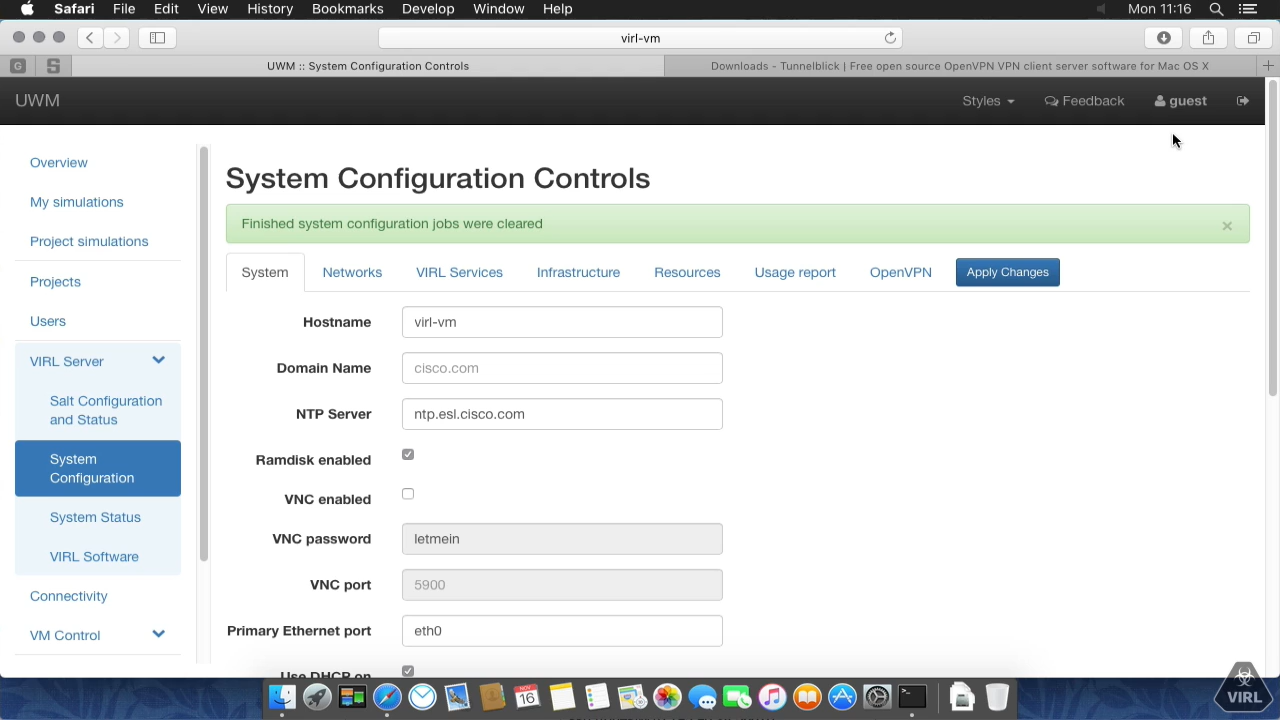 Safari File Edit View History Bookmarks Develop Window Help Mon 11:16
virl-vm
G S UWM :: System Configuration Controls Downloads - Tunnelblick | Free open source OpenVPN VPN client server software for Mac OS X
UWM Styles Feedback guest
Overview
My simulations
Project simulations
Projects
Users
VIRL Server
Salt Configuration
and Status
System
Configuration
System Status
VIRL Software
Connectivity
VM Control
System Configuration Controls
Finished system configuration jobs were cleared ×
System Networks VIRL Services Infrastructure Resources Usage report OpenVPN Apply Changes
Hostname virl-vm
Domain Name cisco.com
NTP Server ntp.esl.cisco.com
Ramdisk enabled
VNC enabled
VNC password letmein
VNC port 5900
Primary Ethernet port eth0
Use DHCP on
NOV
16
VIRL